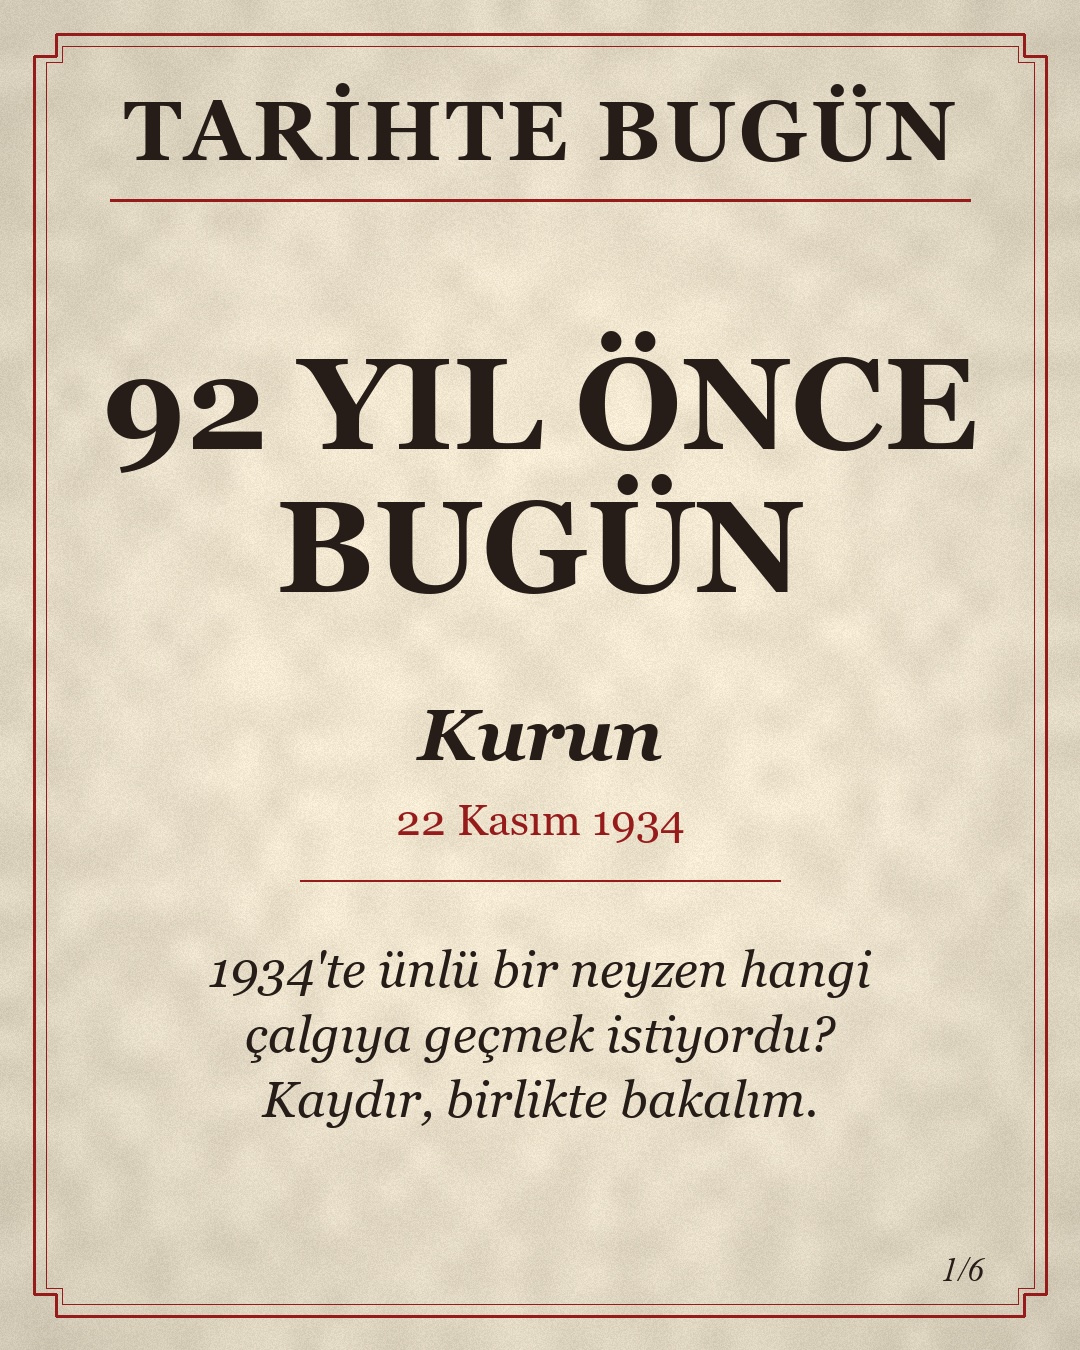 TARİHTE BUGÜN
92 YIL ÖNCE
BUGÜN
Kurun
22 Kasım 1934
1934'te ünlü bir neyzen hangi
çalgıya geçmek istiyordu?
Kaydır, birlikte bakalım.
1/6